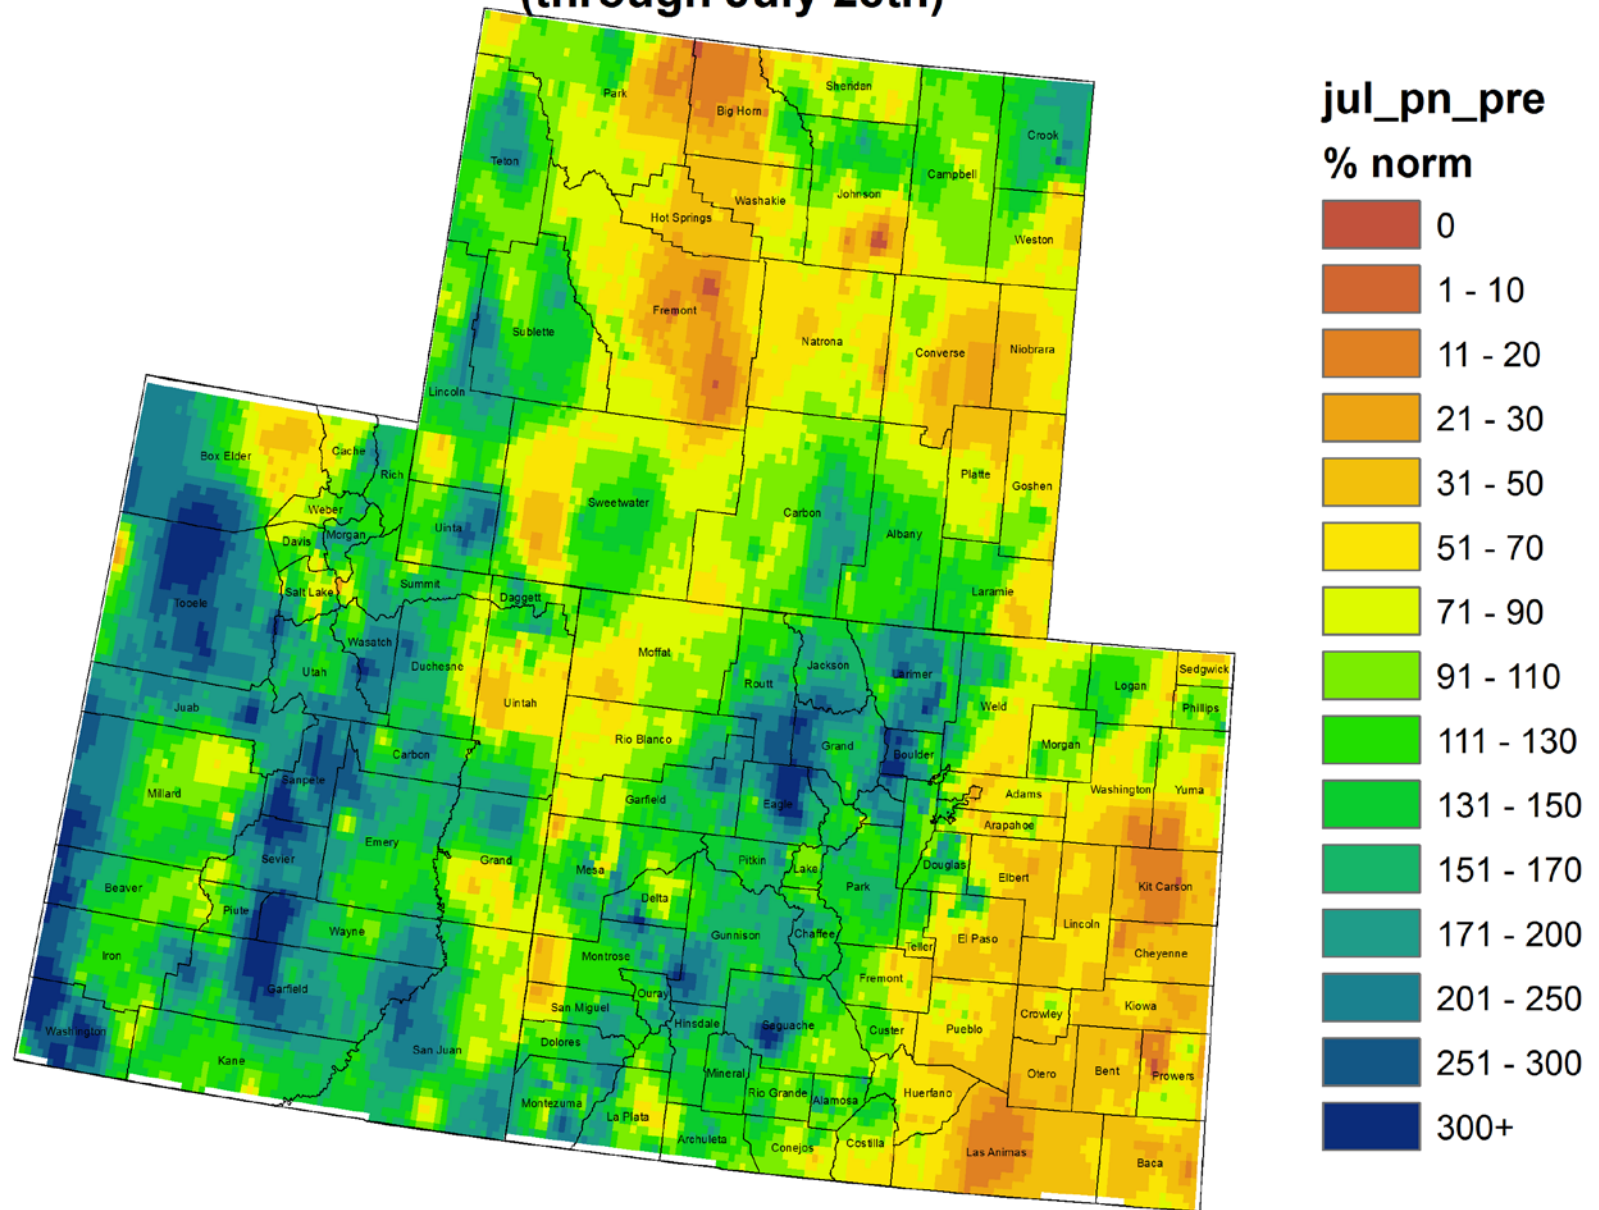 (through July 26th)
jul_pn_pre
% norm
0
1 - 10
11 - 20
21 - 30
31 - 50
51 - 70
71 - 90
91 - 110
111 - 130
131 - 150
151 - 170
171 - 200
201 - 250
251 - 300
300+
Park
Big Horn
Sheridan
Crook
Teton
Campbell
Johnson
Washakie
Hot Springs
Weston
Fremont
Sublette
Natrona
Converse
Niobrara
Lincoln
Platte
Goshen
Sweetwater
Carbon
Albany
Uinta
Laramie
Box Elder
Cache
Rich
Weber
Davis
Morgan
Salt Lake
Summit
Daggett
Tooele
Wasatch
Utah
Duchesne
Uintah
Juab
Carbon
Sanpete
Millard
Emery
Grand
Sevier
Beaver
Piute
Wayne
Iron
Garfield
Washington
Kane
San Juan
Moffat
Routt
Jackson
Larimer
Weld
Logan
Sedgwick
Phillips
Morgan
Rio Blanco
Grand
Boulder
Garfield
Eagle
Adams
Washington
Yuma
Arapahoe
Mesa
Pitkin
Lake
Park
Douglas
Elbert
Kit Carson
Delta
Gunnison
Chaffee
Teller
El Paso
Lincoln
Cheyenne
Montrose
Fremont
Ouray
San Miguel
Hinsdale
Saguache
Custer
Pueblo
Crowley
Kiowa
Dolores
Mineral
Rio Grande
Alamosa
Huerfano
Otero
Bent
Prowers
Montezuma
La Plata
Archuleta
Conejos
Costilla
Las Animas
Baca